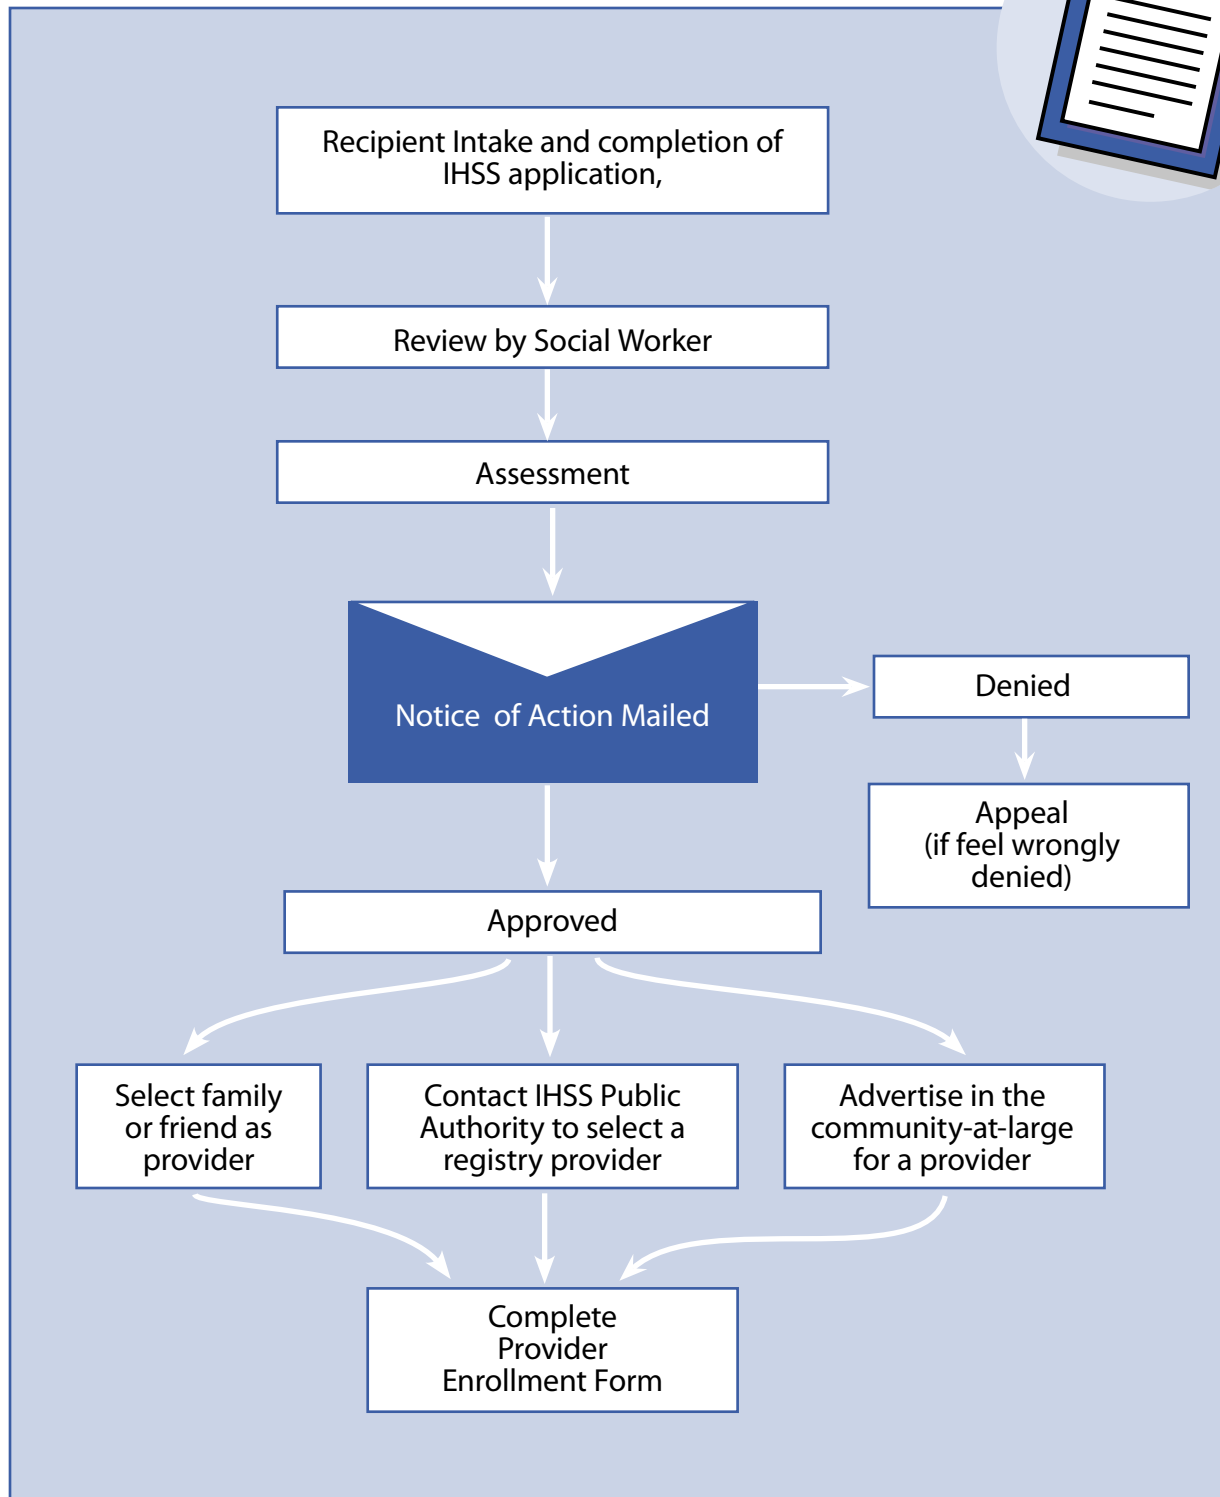 Recipient Intake and completion of
IHSS application,
Review by Social Worker
Assessment
Notice of Action Mailed
Denied
Appeal
(if feel wrongly
denied)
Approved
Select family
or friend as
provider
Contact IHSS Public
Authority to select a
registry provider
Advertise in the
community-at-large
for a provider
Complete
Provider
Enrollment Form